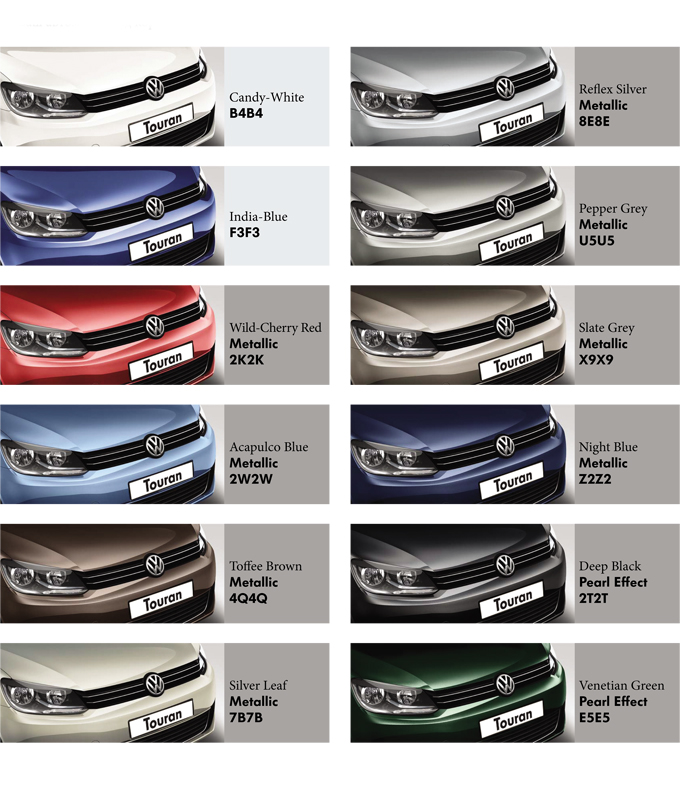 Touran
Candy-White
B4B4
Touran
Reflex Silver
Metallic
8E8E
Touran
India-Blue
F3F3
Touran
Pepper Grey
Metallic
U5U5
Touran
Wild-Cherry Red
Metallic
2K2K
Touran
Slate Grey
Metallic
X9X9
Touran
Acapulco Blue
Metallic
2W2W
Touran
Night Blue
Metallic
Z2Z2
Touran
Toffee Brown
Metallic
4Q4Q
Touran
Deep Black
Pearl Effect
2T2T
Touran
Silver Leaf
Metallic
7B7B
Touran
Venetian Green
Pearl Effect
E5E5